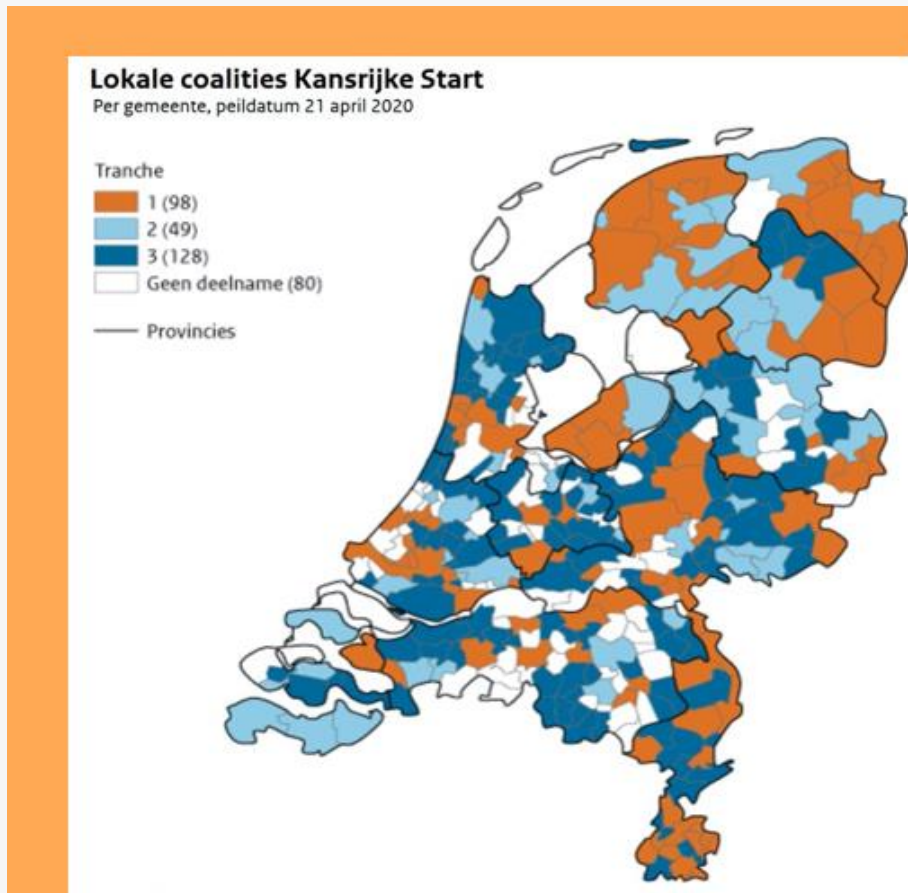 Lokale coalities Kansrijke Start
Per gemeente, peildatum 21 april 2020
Tranche
1 (98)
2 (49)
3 (128)
Geen deelname (80)
Provincies